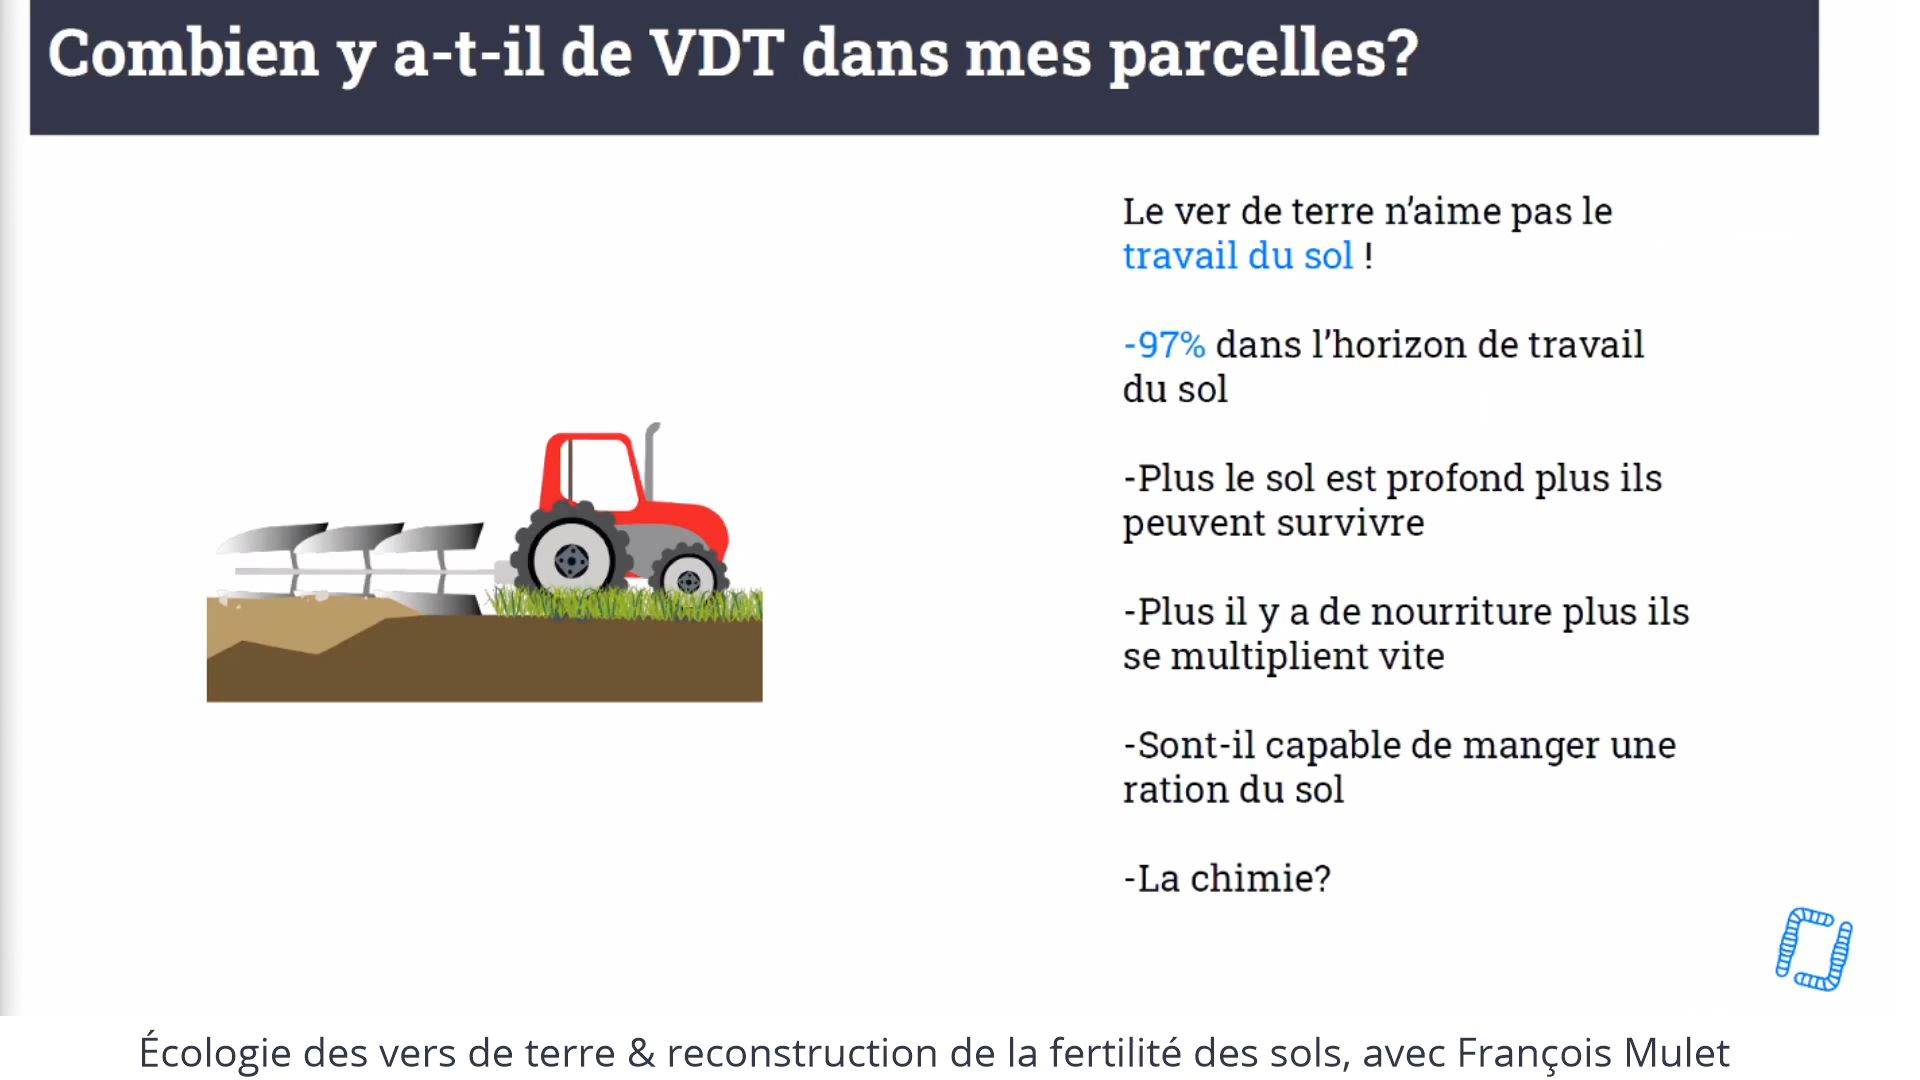 Combien y a-t-il de VDT dans mes parcelles?
Le ver de terre n’aime pas le
travail du sol !
-97% dans l’horizon de travail
du sol
-Plus le sol est profond plus ils
peuvent survivre
-Plus il y a de nourriture plus ils
se multiplient vite
-Sont-il capable de manger une
ration du sol
-La chimie?
Écologie des vers de terre & reconstruction de la fertilité des sols, avec François Mulet